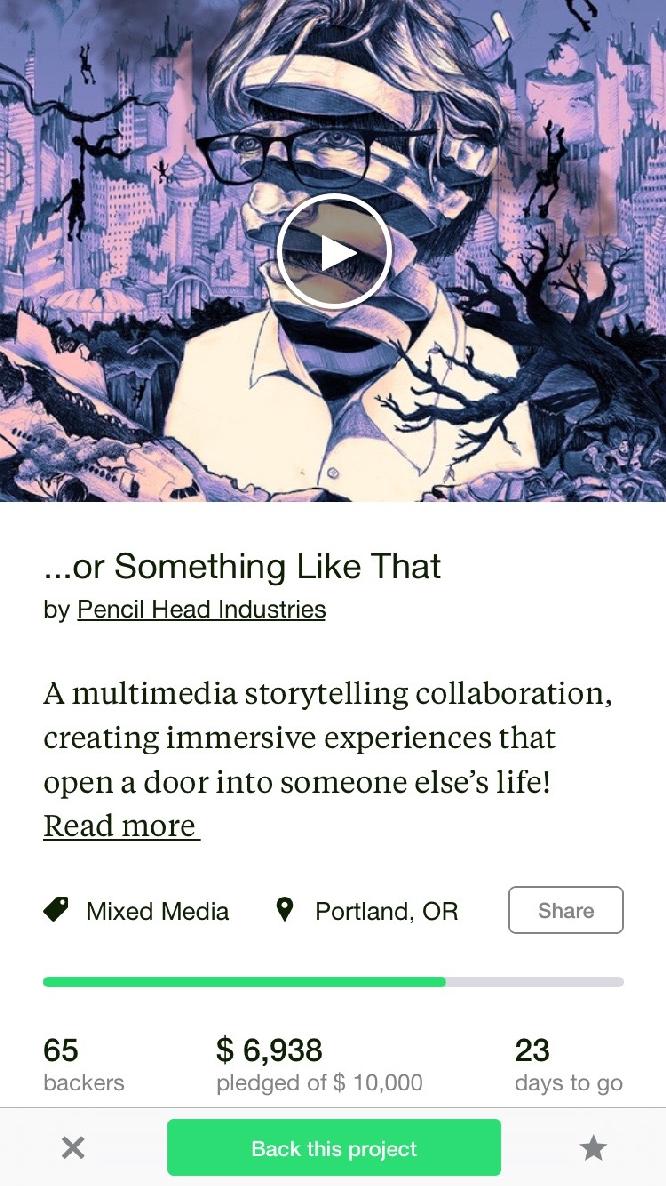 ...or Something Like That
by Pencil Head Industries
A multimedia storytelling collaboration,
creating immersive experiences that
open a door into someone else’s life!
Read more
Mixed Media
Portland, OR
Share
65
backers
$ 6,938
pledged of $ 10,000
23
days to go
Back this project